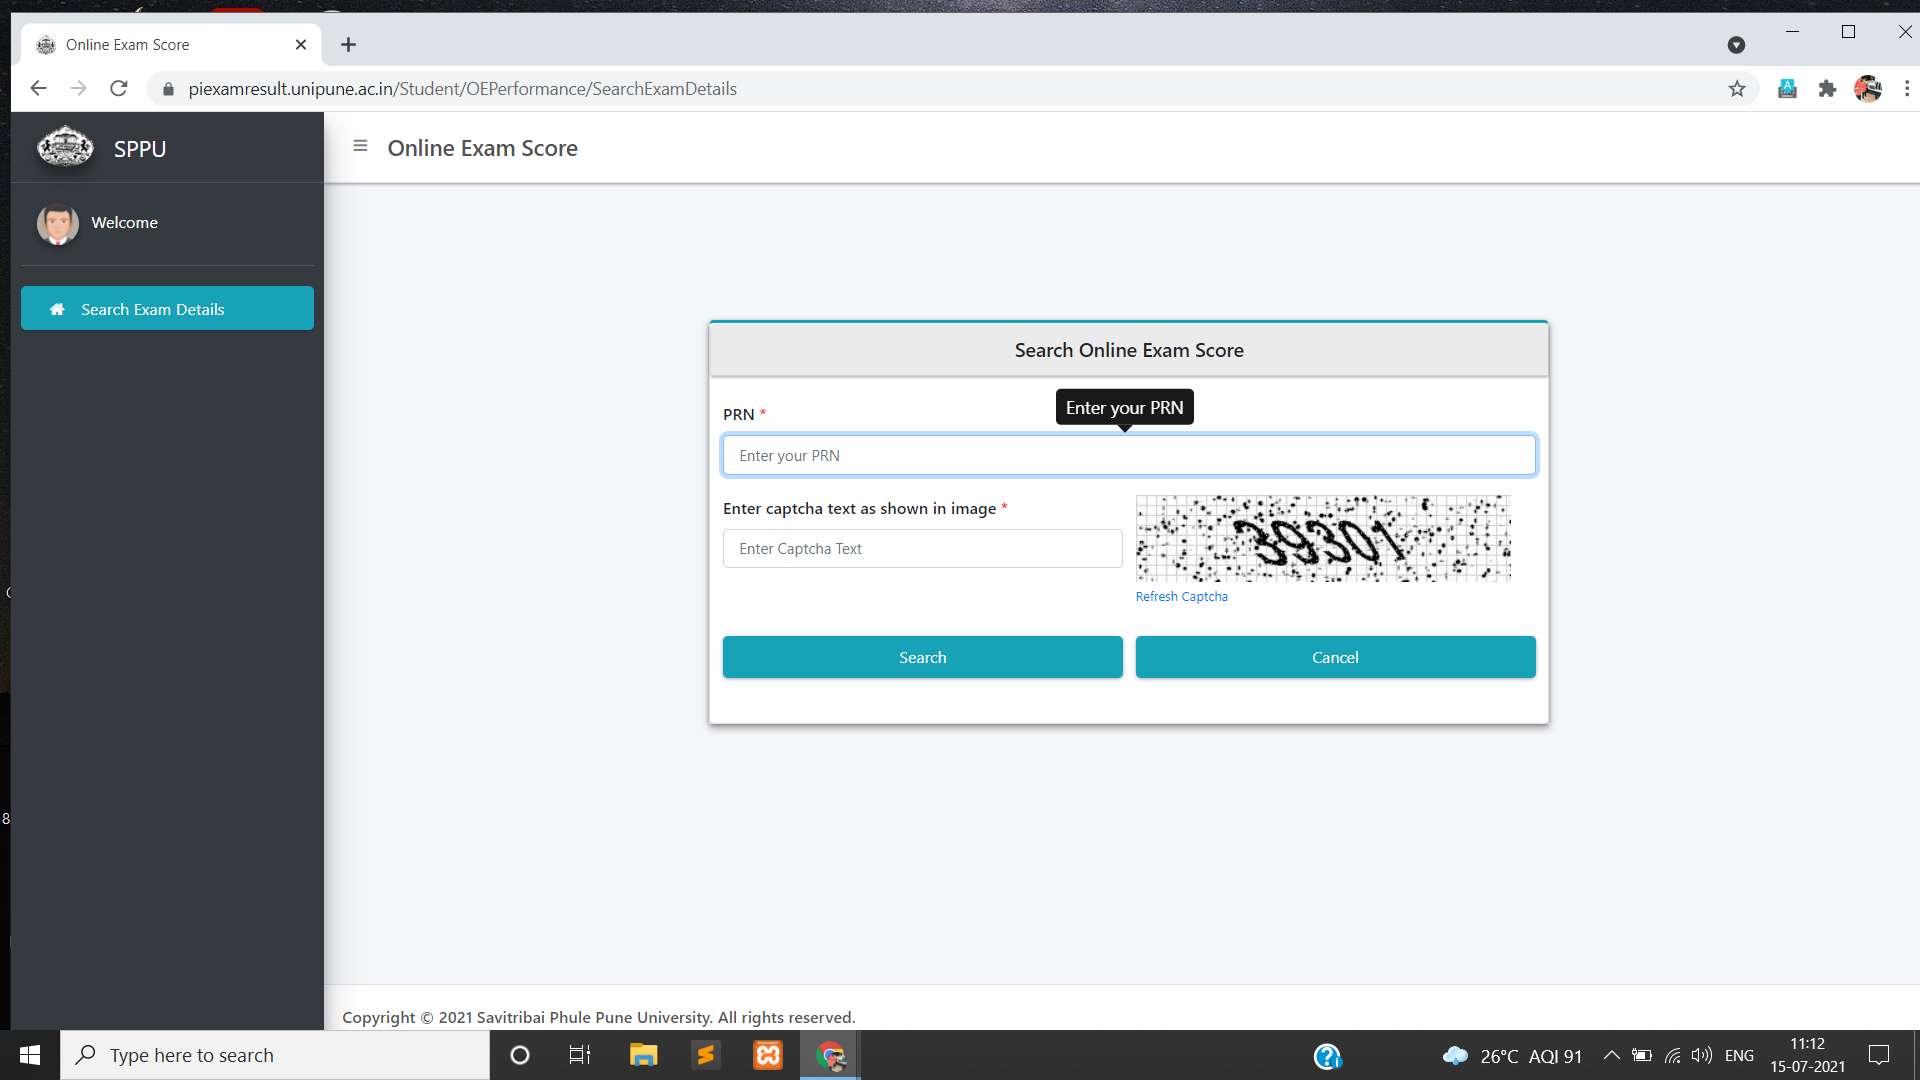 Online Exam Score
piexamresult.unipune.ac.in/Student/OEPerformance/SearchExamDetails
SPPU
Online Exam Score
Welcome
Search Exam Details
Search Online Exam Score
Enter your PRN
PRN *
Enter your PRN
Enter captcha text as shown in image *
39301
Enter Captcha Text
Refresh Captcha
Search
Cancel
8
Copyright © 2021 Savitribai Phule Pune University. All rights reserved.
Type here to search
26°C AQI 91
ENG
11:12
15-07-2021